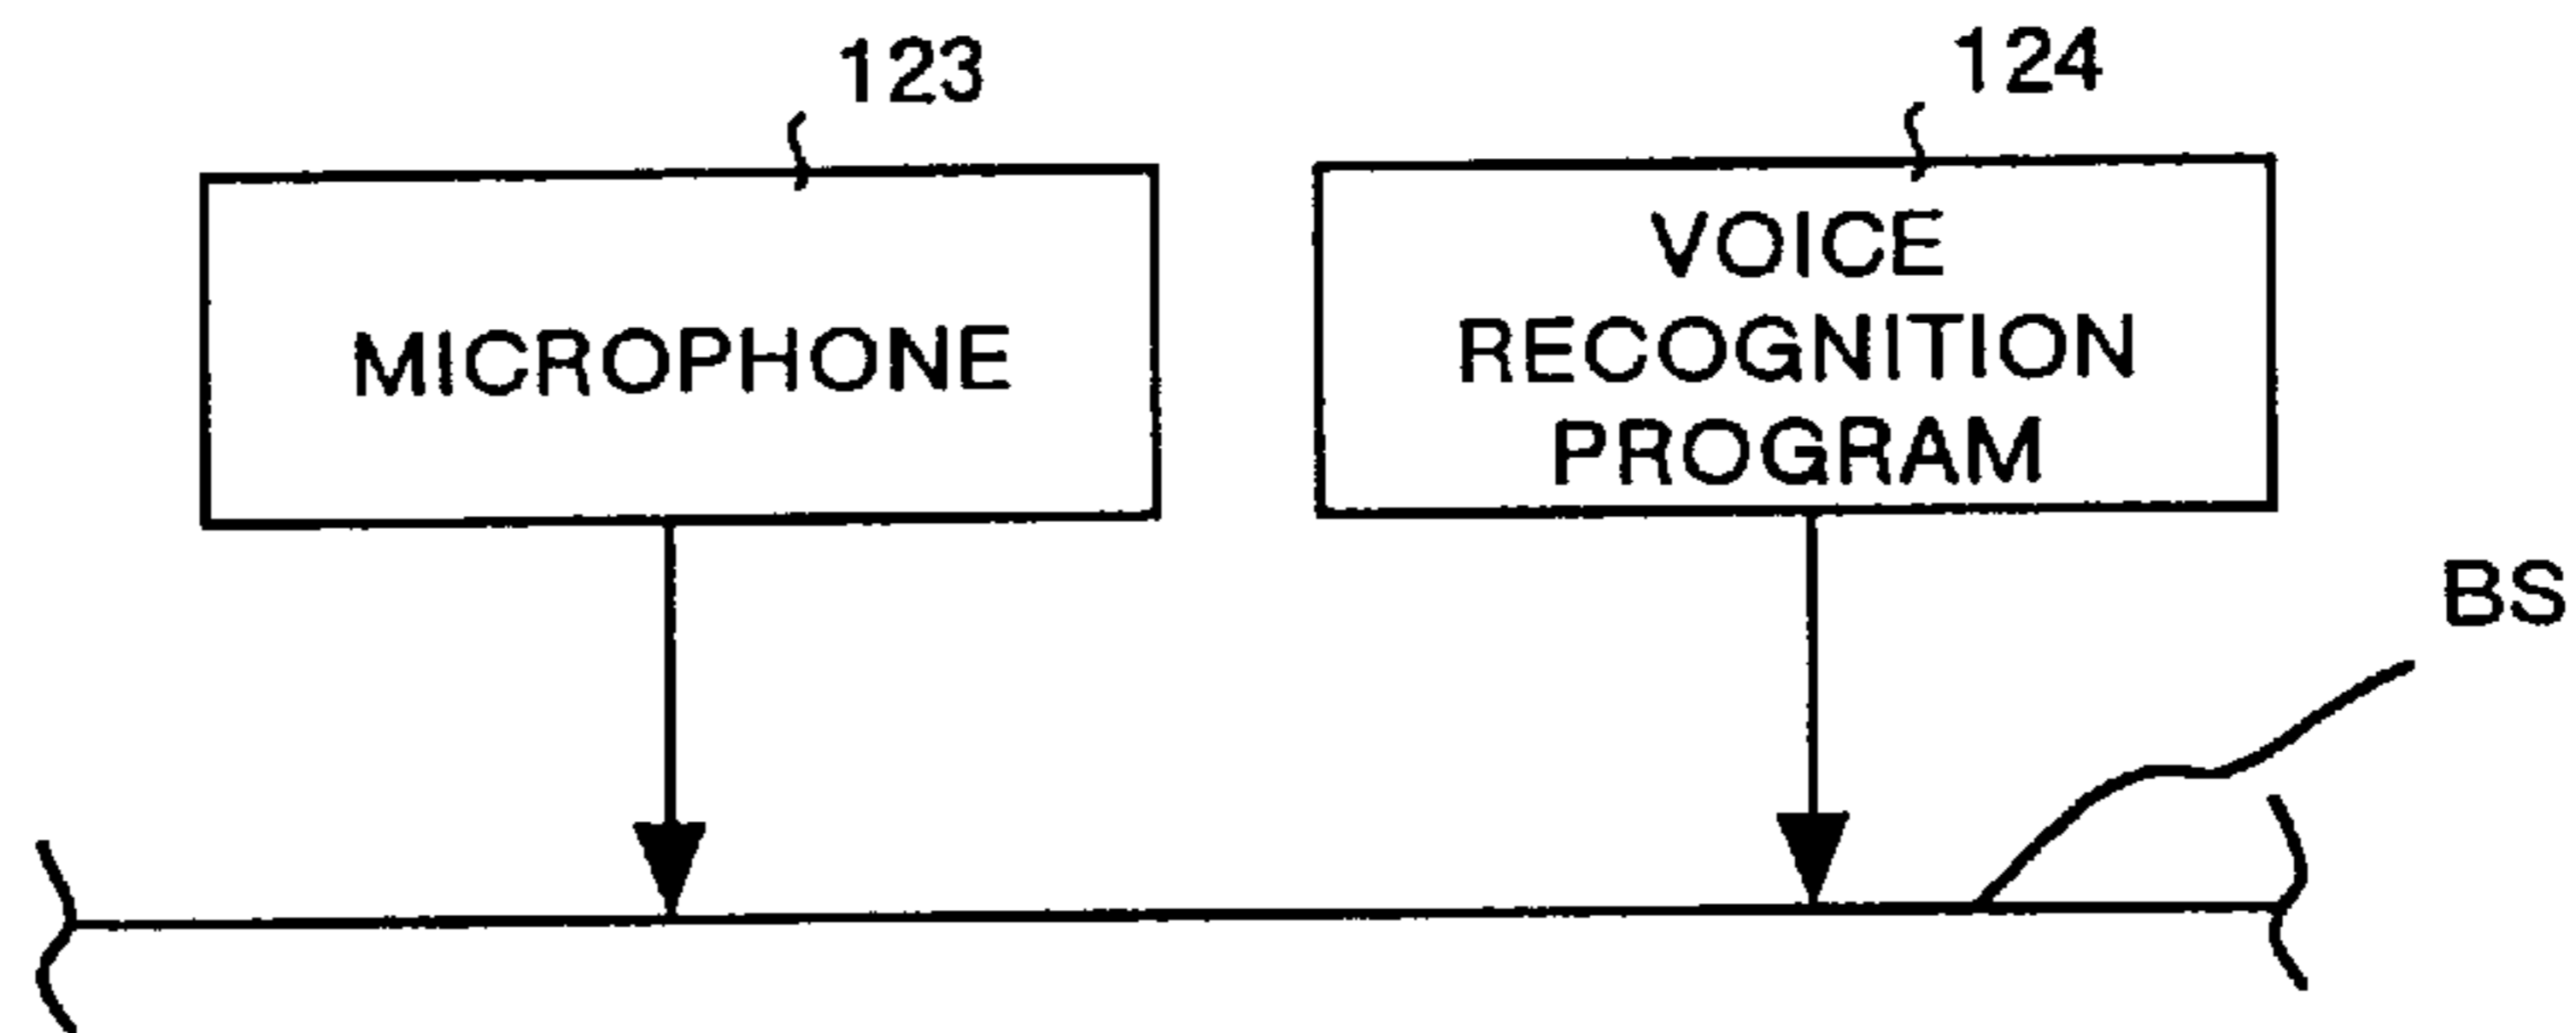 123
124
MICROPHONE
VOICE
RECOGNITION
PROGRAM
BS